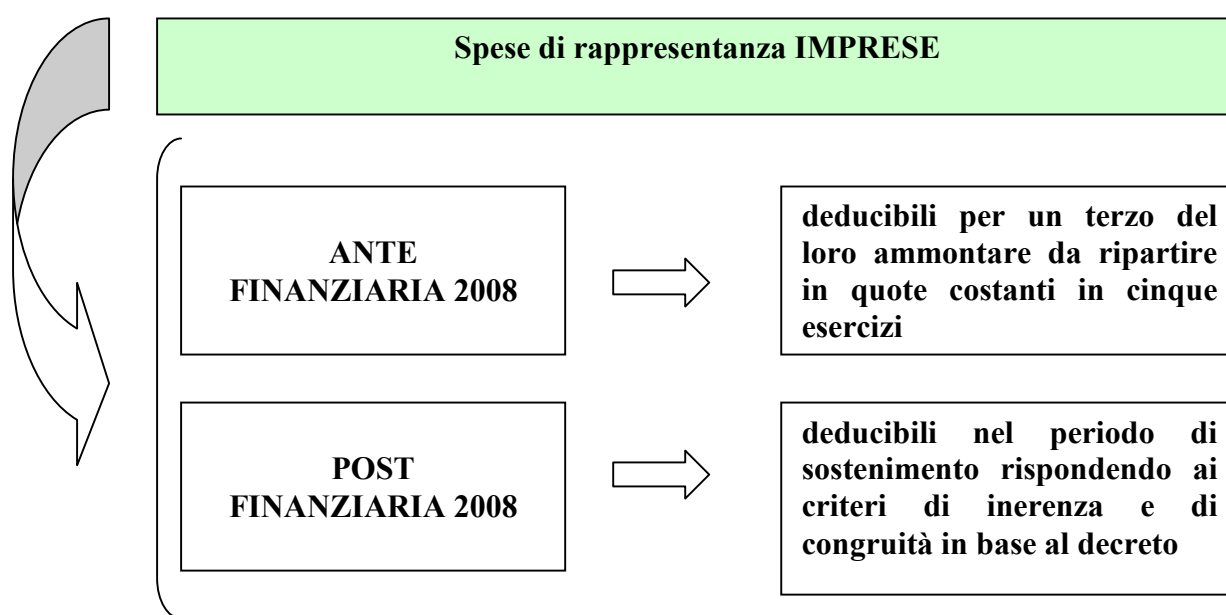 Spese di rappresentanza IMPRESE
ANTE
FINANZIARIA 2008
deducibili per un terzo del
loro ammontare da ripartire
in quote costanti in cinque
esercizi
POST
FINANZIARIA 2008
deducibili nel periodo di
sostenimento rispondendo ai
criteri di inerenza e di
congruità in base al decreto